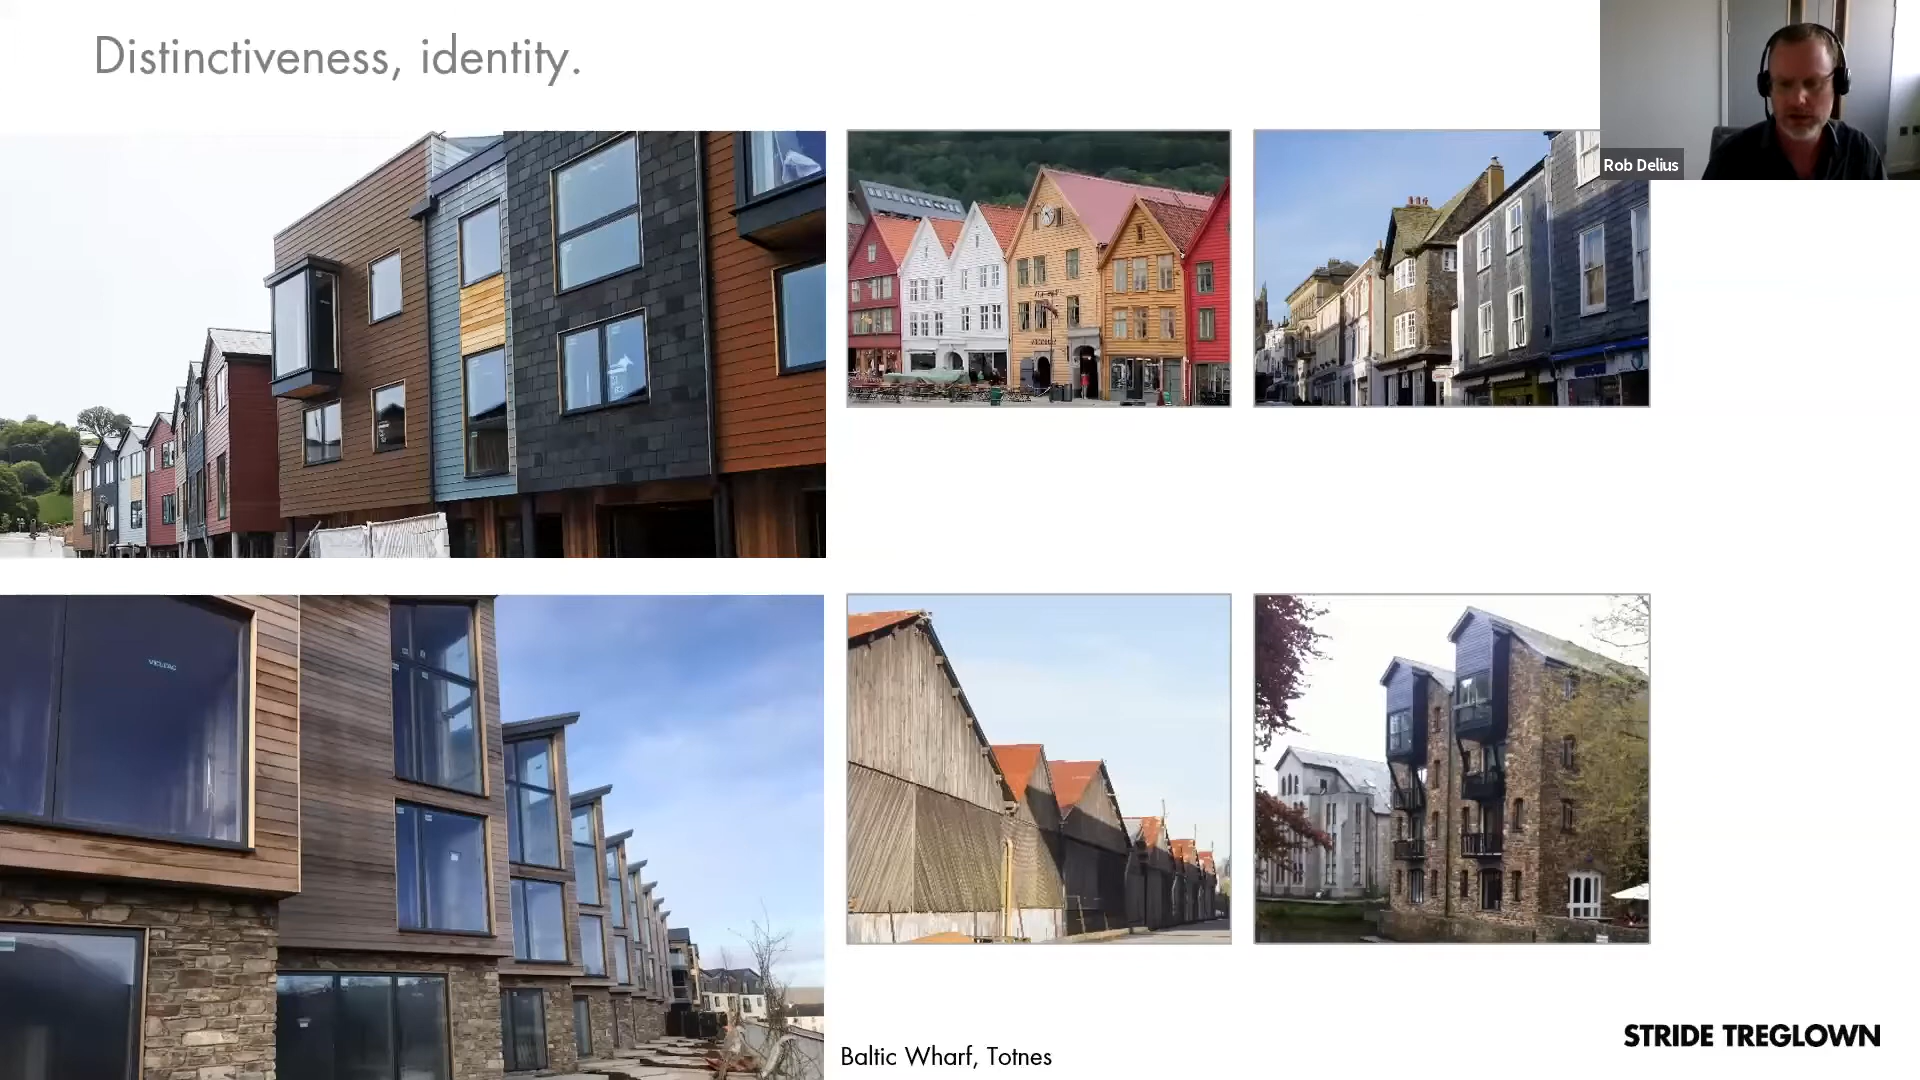 Distinctiveness, identity.
Rob Delius
STRIDE TREGLOWN
Baltic Wharf, Totnes